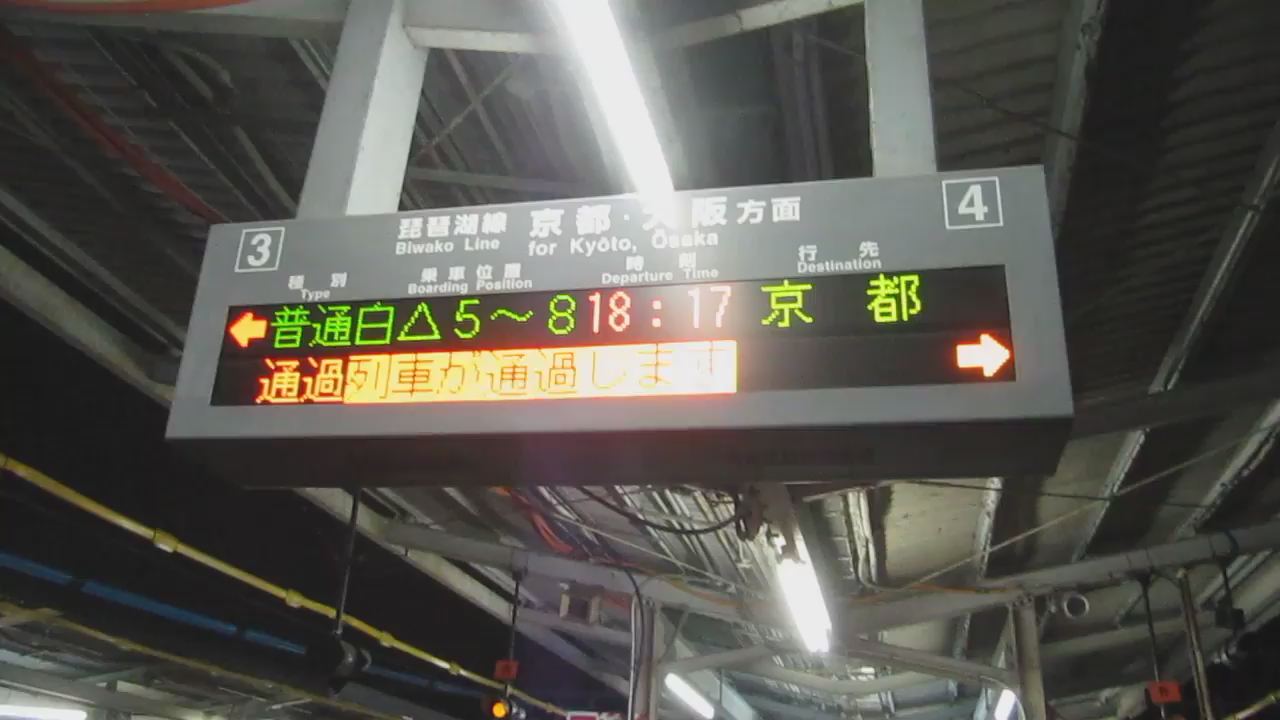 3 琵琶湖線 京都・大阪方面 4
Biwako Line for Kyōto, Ōsaka
種別 乗車位置 時刻 行先
Type Boarding Position Departure Time Destination
普通白△5〜8 18:17 京都
通過列車が通過します